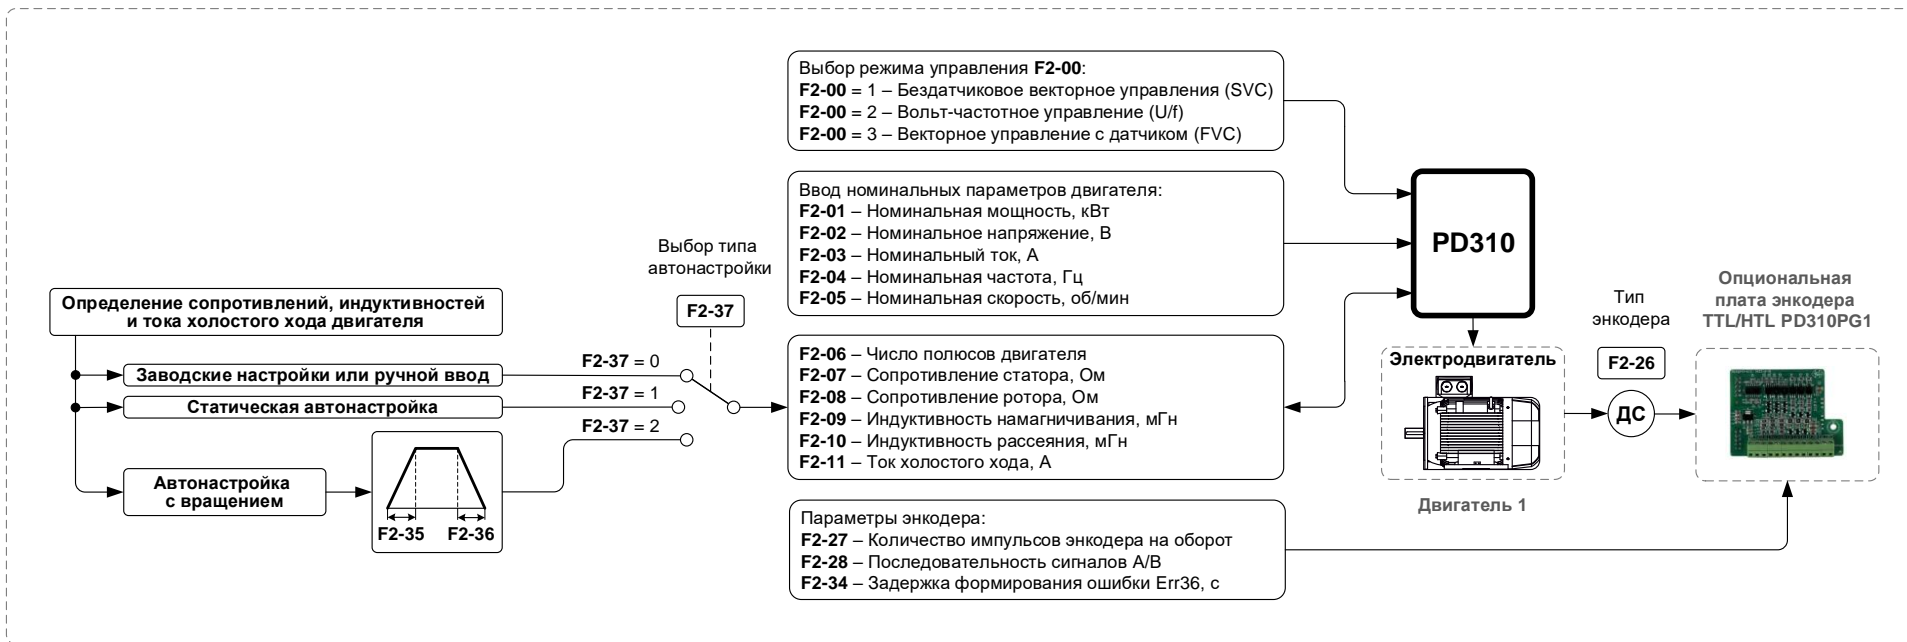 Выбор режима управления F2-00:
F2-00 = 1 – Бездатчиковое векторное управления (SVC)
F2-00 = 2 – Вольт-частотное управление (U/f)
F2-00 = 3 – Векторное управление с датчиком (FVC)
Ввод номинальных параметров двигателя:
F2-01 – Номинальная мощность, кВт
F2-02 – Номинальное напряжение, В
F2-03 – Номинальный ток, А
F2-04 – Номинальная частота, Гц
F2-05 – Номинальная скорость, об/мин
PD310
Выбор типа
автонастройки
F2-37
Определение сопротивлений, индуктивностей
и тока холостого хода двигателя
Заводские настройки или ручной ввод
F2-37 = 0
Статическая автонастройка
F2-37 = 1
F2-37 = 2
Автонастройка
с вращением
F2-35 F2-36
F2-06 – Число полюсов двигателя
F2-07 – Сопротивление статора, Ом
F2-08 – Сопротивление ротора, Ом
F2-09 – Индуктивность намагничивания, мГн
F2-10 – Индуктивность рассеяния, мГн
F2-11 – Ток холостого хода, А
Электродвигатель
Двигатель 1
Тип
энкодера
F2-26
ДС
Опциональная
плата энкодера
TTL/HTL PD310PG1
Параметры энкодера:
F2-27 – Количество импульсов энкодера на оборот
F2-28 – Последовательность сигналов A/B
F2-34 – Задержка формирования ошибки Err36, с